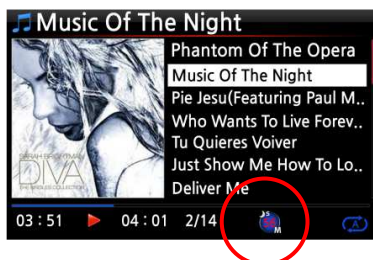 Music Of The Night
Phantom Of The Opera
Music Of The Night
Pie Jesu(Featuring Paul M..
Who Wants To Live Forev..
Tu Quieres Voiver
Just Show Me How To Lo..
Deliver Me
SARAH BRIGHTMAN
DIVA
THE SINGLES COLLECTION
03 : 51
04 : 01
2/14
S
M
A